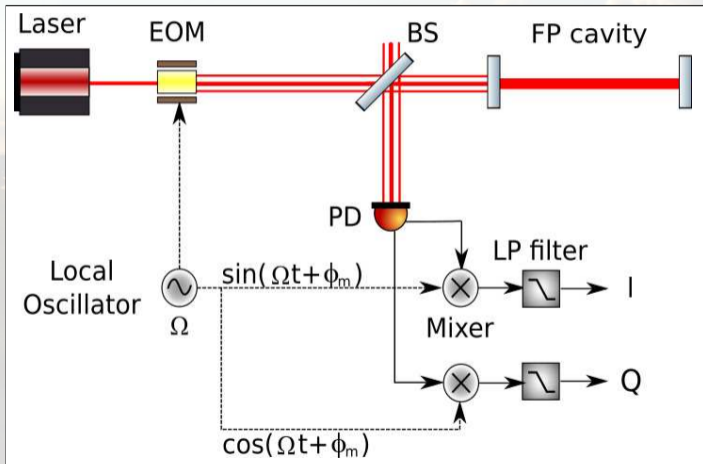 Laser
EOM
BS
FP cavity
PD
LP filter
Local
Oscillator
Ω
sin(Ωt+ϕm)
Mixer
I
Q
cos(Ωt+ϕm)